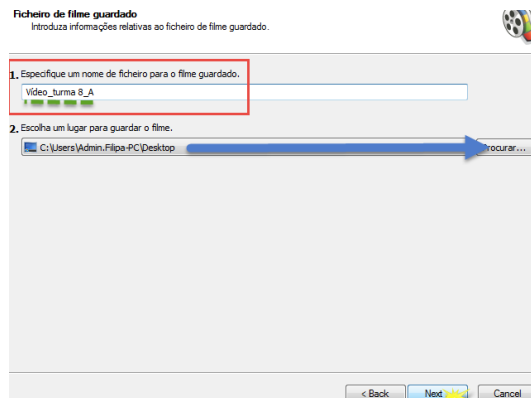 Ficheiro de filme guardado
Introduza informações relativas ao ficheiro de filme guardado.
1. Especifique um nome de ficheiro para o filme guardado.
Vídeo_turma 8_A
2. Escolha um lugar para guardar o filme.
C:\Users\Admin.Filipa-PC\Desktop
Procurar...
< Back
Next
Cancel